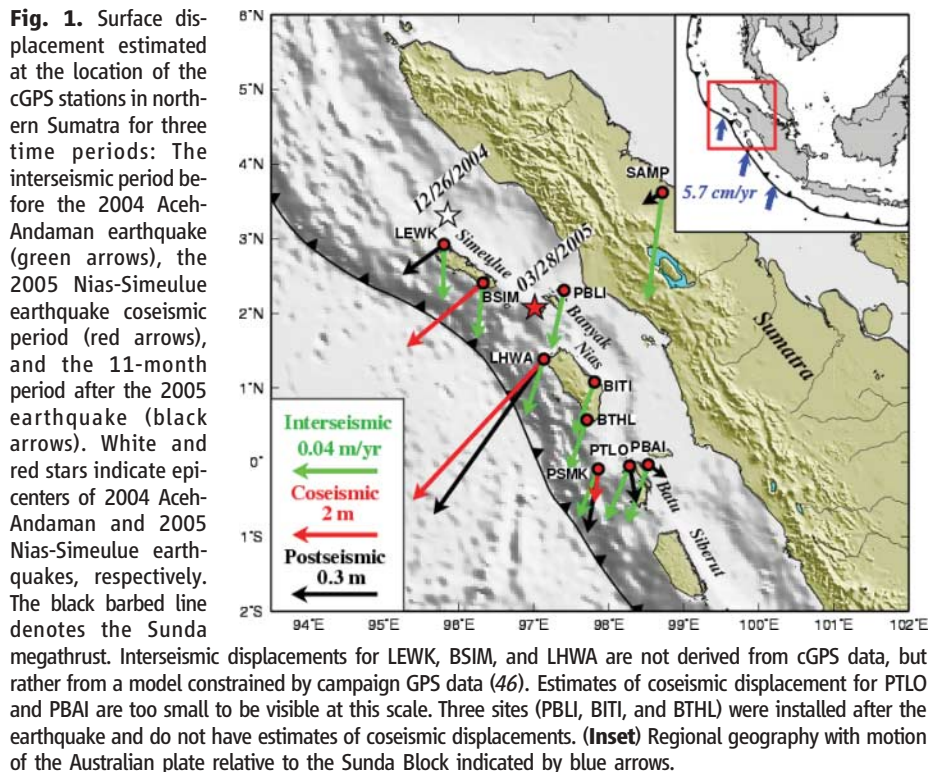 Fig. 1. Surface dis-
placement estimated
at the location of the
cGPS stations in north-
ern Sumatra for three
time periods: The
interseismic period be-
fore the 2004 Aceh-
Andaman earthquake
(green arrows), the
2005 Nias-Simeulue
earthquake coseismic
period (red arrows),
and the 11-month
period after the 2005
earthquake (black
arrows). White and
red stars indicate epi-
centers of 2004 Aceh-
Andaman and 2005
Nias-Simeulue earth-
quakes, respectively.
The black barbed line
denotes the Sunda
megathrust. Interseismic displacements for LEWK, BSIM, and LHWA are not derived from cGPS data, but
rather from a model constrained by campaign GPS data (46). Estimates of coseismic displacement for PTLO
and PBAI are too small to be visible at this scale. Three sites (PBLI, BITI, and BTHL) were installed after the
earthquake and do not have estimates of coseismic displacements. (Inset) Regional geography with motion
of the Australian plate relative to the Sunda Block indicated by blue arrows.
6°N
5°N
4°N
3°N
2°N
1°N
0°
1°S
2°S
94°E
95°E
96°E
97°E
98°E
99°E
100°E
101°E
102°E
5.7 cm/yr
SAMP
12/26/2004
LEWK
Simeulue
03/28/2005
BSIM
PBLI
Banyak
LHWA
Nias
BITI
BTHL
PTLO
PBAI
PSMK
Batu
Siberut
Sumatra
Interseismic
0.04 m/yr
Coseismic
2 m
Postseismic
0.3 m